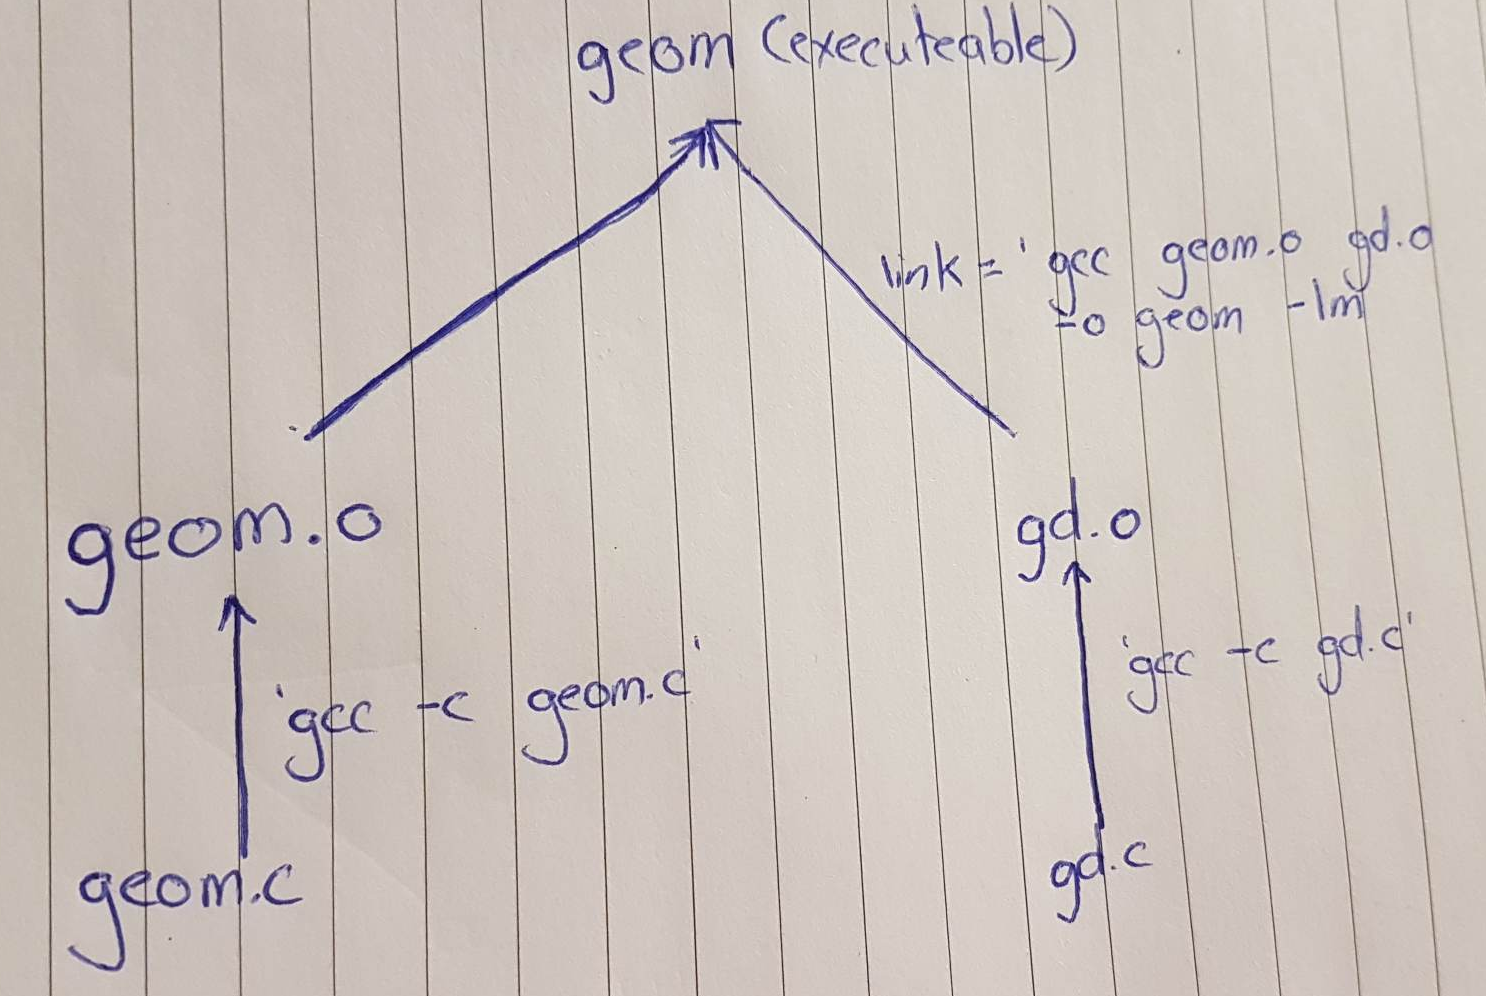 geom (executeable)
link = 'gcc geom.o gd.o
-o geom -lm
geom.o
gd.o
'gcc -c geom.c'
'gcc -c gd.c'
geom.c
gd.c